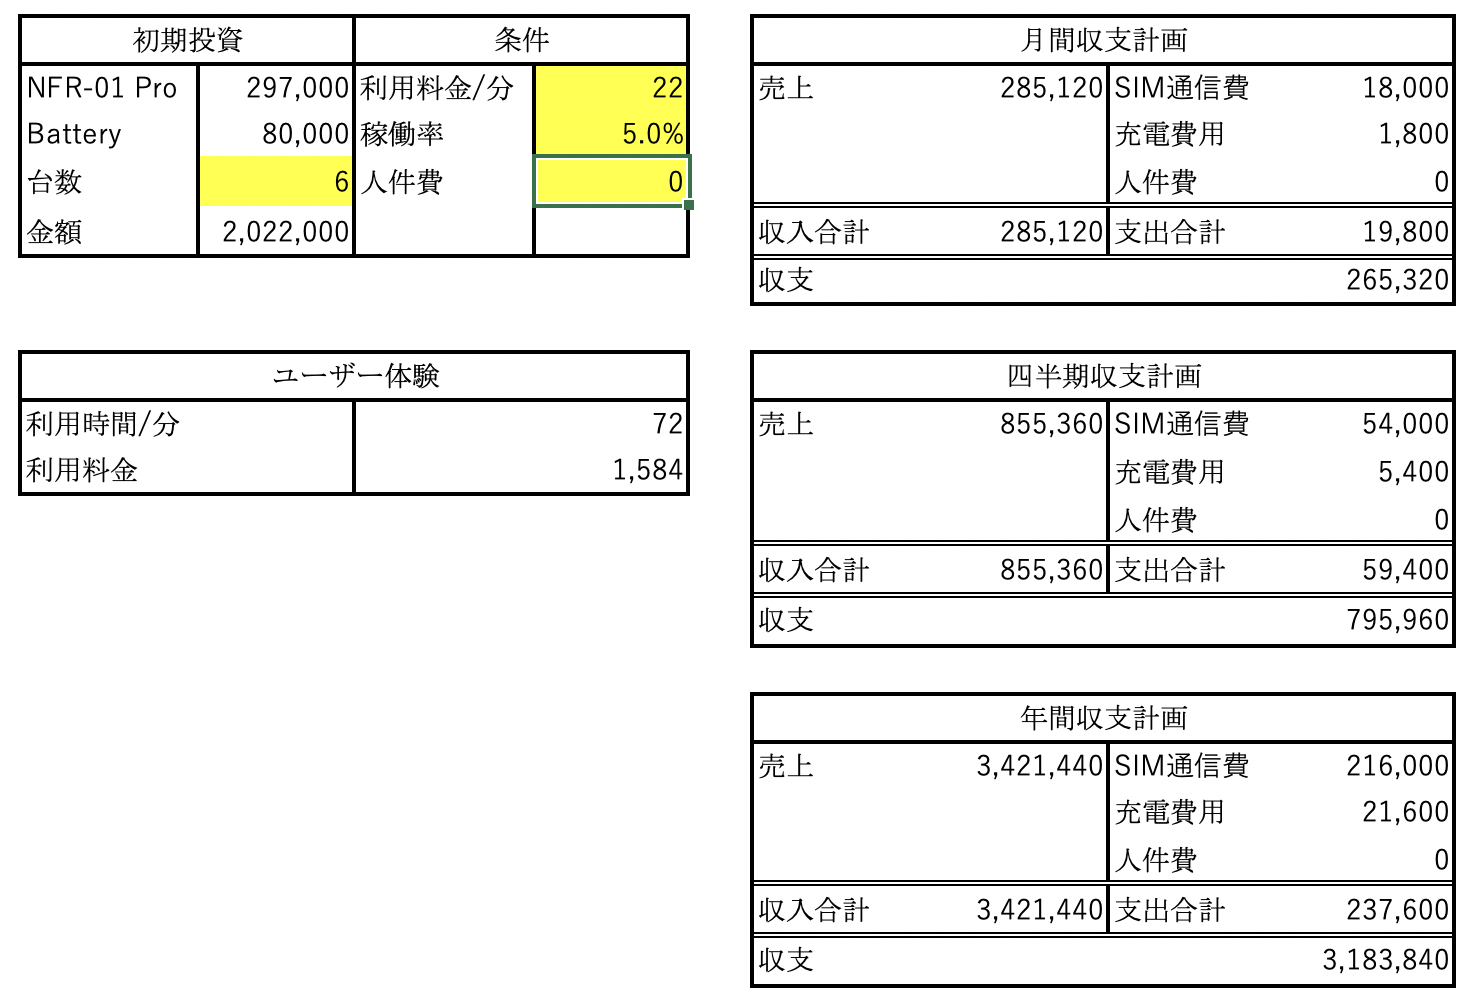 初期投資 条件
NFR-01 Pro 297,000 利用料金/分 22
Battery 80,000 稼働率 5.0%
台数 6 人件費 0
金額 2,022,000
ユーザー体験
利用時間/分 72
利用料金 1,584
月間収支計画
売上 285,120 SIM通信費 18,000
充電費用 1,800
人件費 0
収入合計 285,120 支出合計 19,800
収支 265,320
四半期収支計画
売上 855,360 SIM通信費 54,000
充電費用 5,400
人件費 0
収入合計 855,360 支出合計 59,400
収支 795,960
年間収支計画
売上 3,421,440 SIM通信費 216,000
充電費用 21,600
人件費 0
収入合計 3,421,440 支出合計 237,600
収支 3,183,840